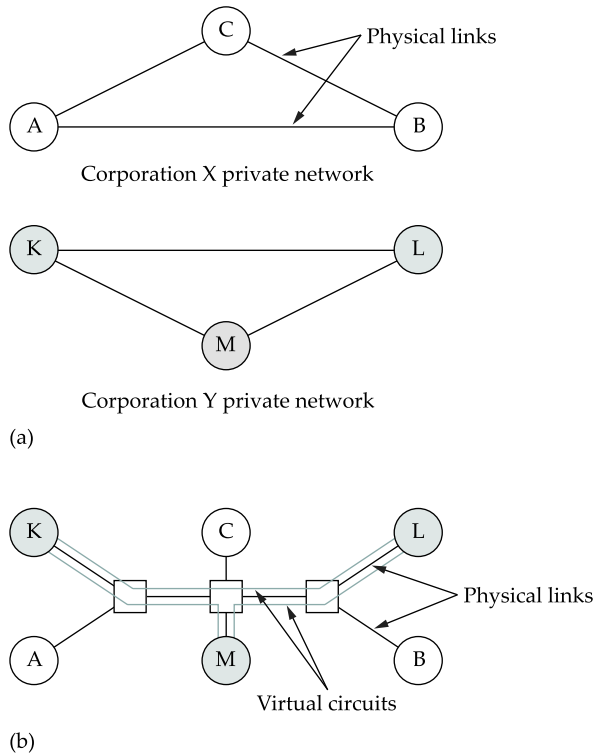 C
Physical links
A
B
Corporation X private network
K
L
M
Corporation Y private network
(a)
K
C
L
Physical links
A
M
B
Virtual circuits
(b)